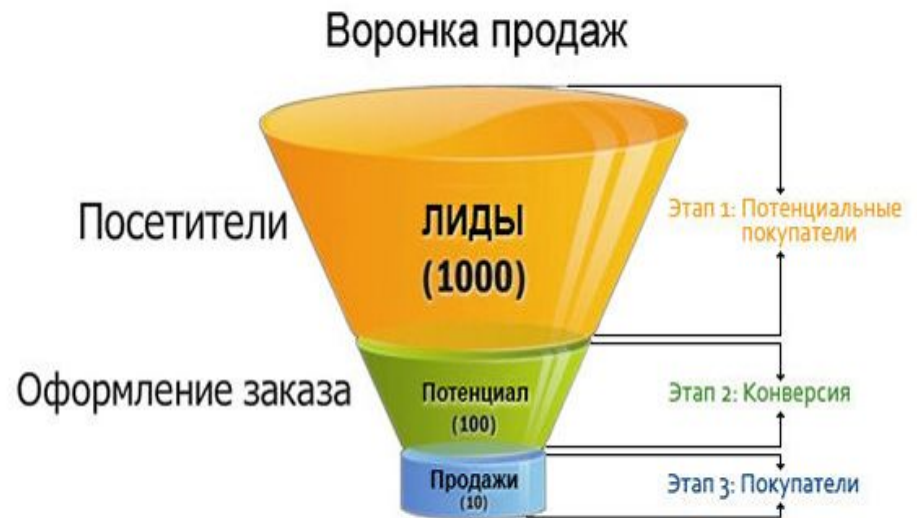 Воронка продаж
Посетители
ЛИДЫ
(1000)
Этап 1: Потенциальные
покупатели
Оформление заказа
Потенциал
(100)
Этап 2: Конверсия
Продажи
(10)
Этап 3: Покупатели